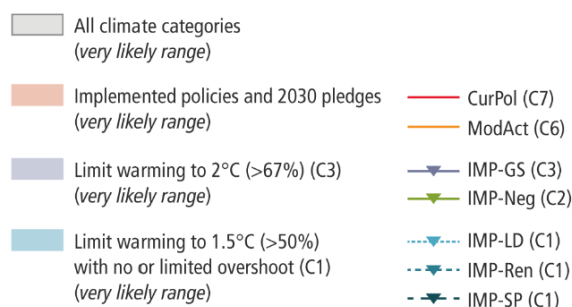 All climate categories
(very likely range)
Implemented policies and 2030 pledges
(very likely range)
CurPol (C7)
ModAct (C6)
Limit warming to 2°C (>67%) (C3)
(very likely range)
IMP-GS (C3)
IMP-Neg (C2)
Limit warming to 1.5°C (>50%)
with no or limited overshoot (C1)
(very likely range)
IMP-LD (C1)
IMP-Ren (C1)
IMP-SP (C1)